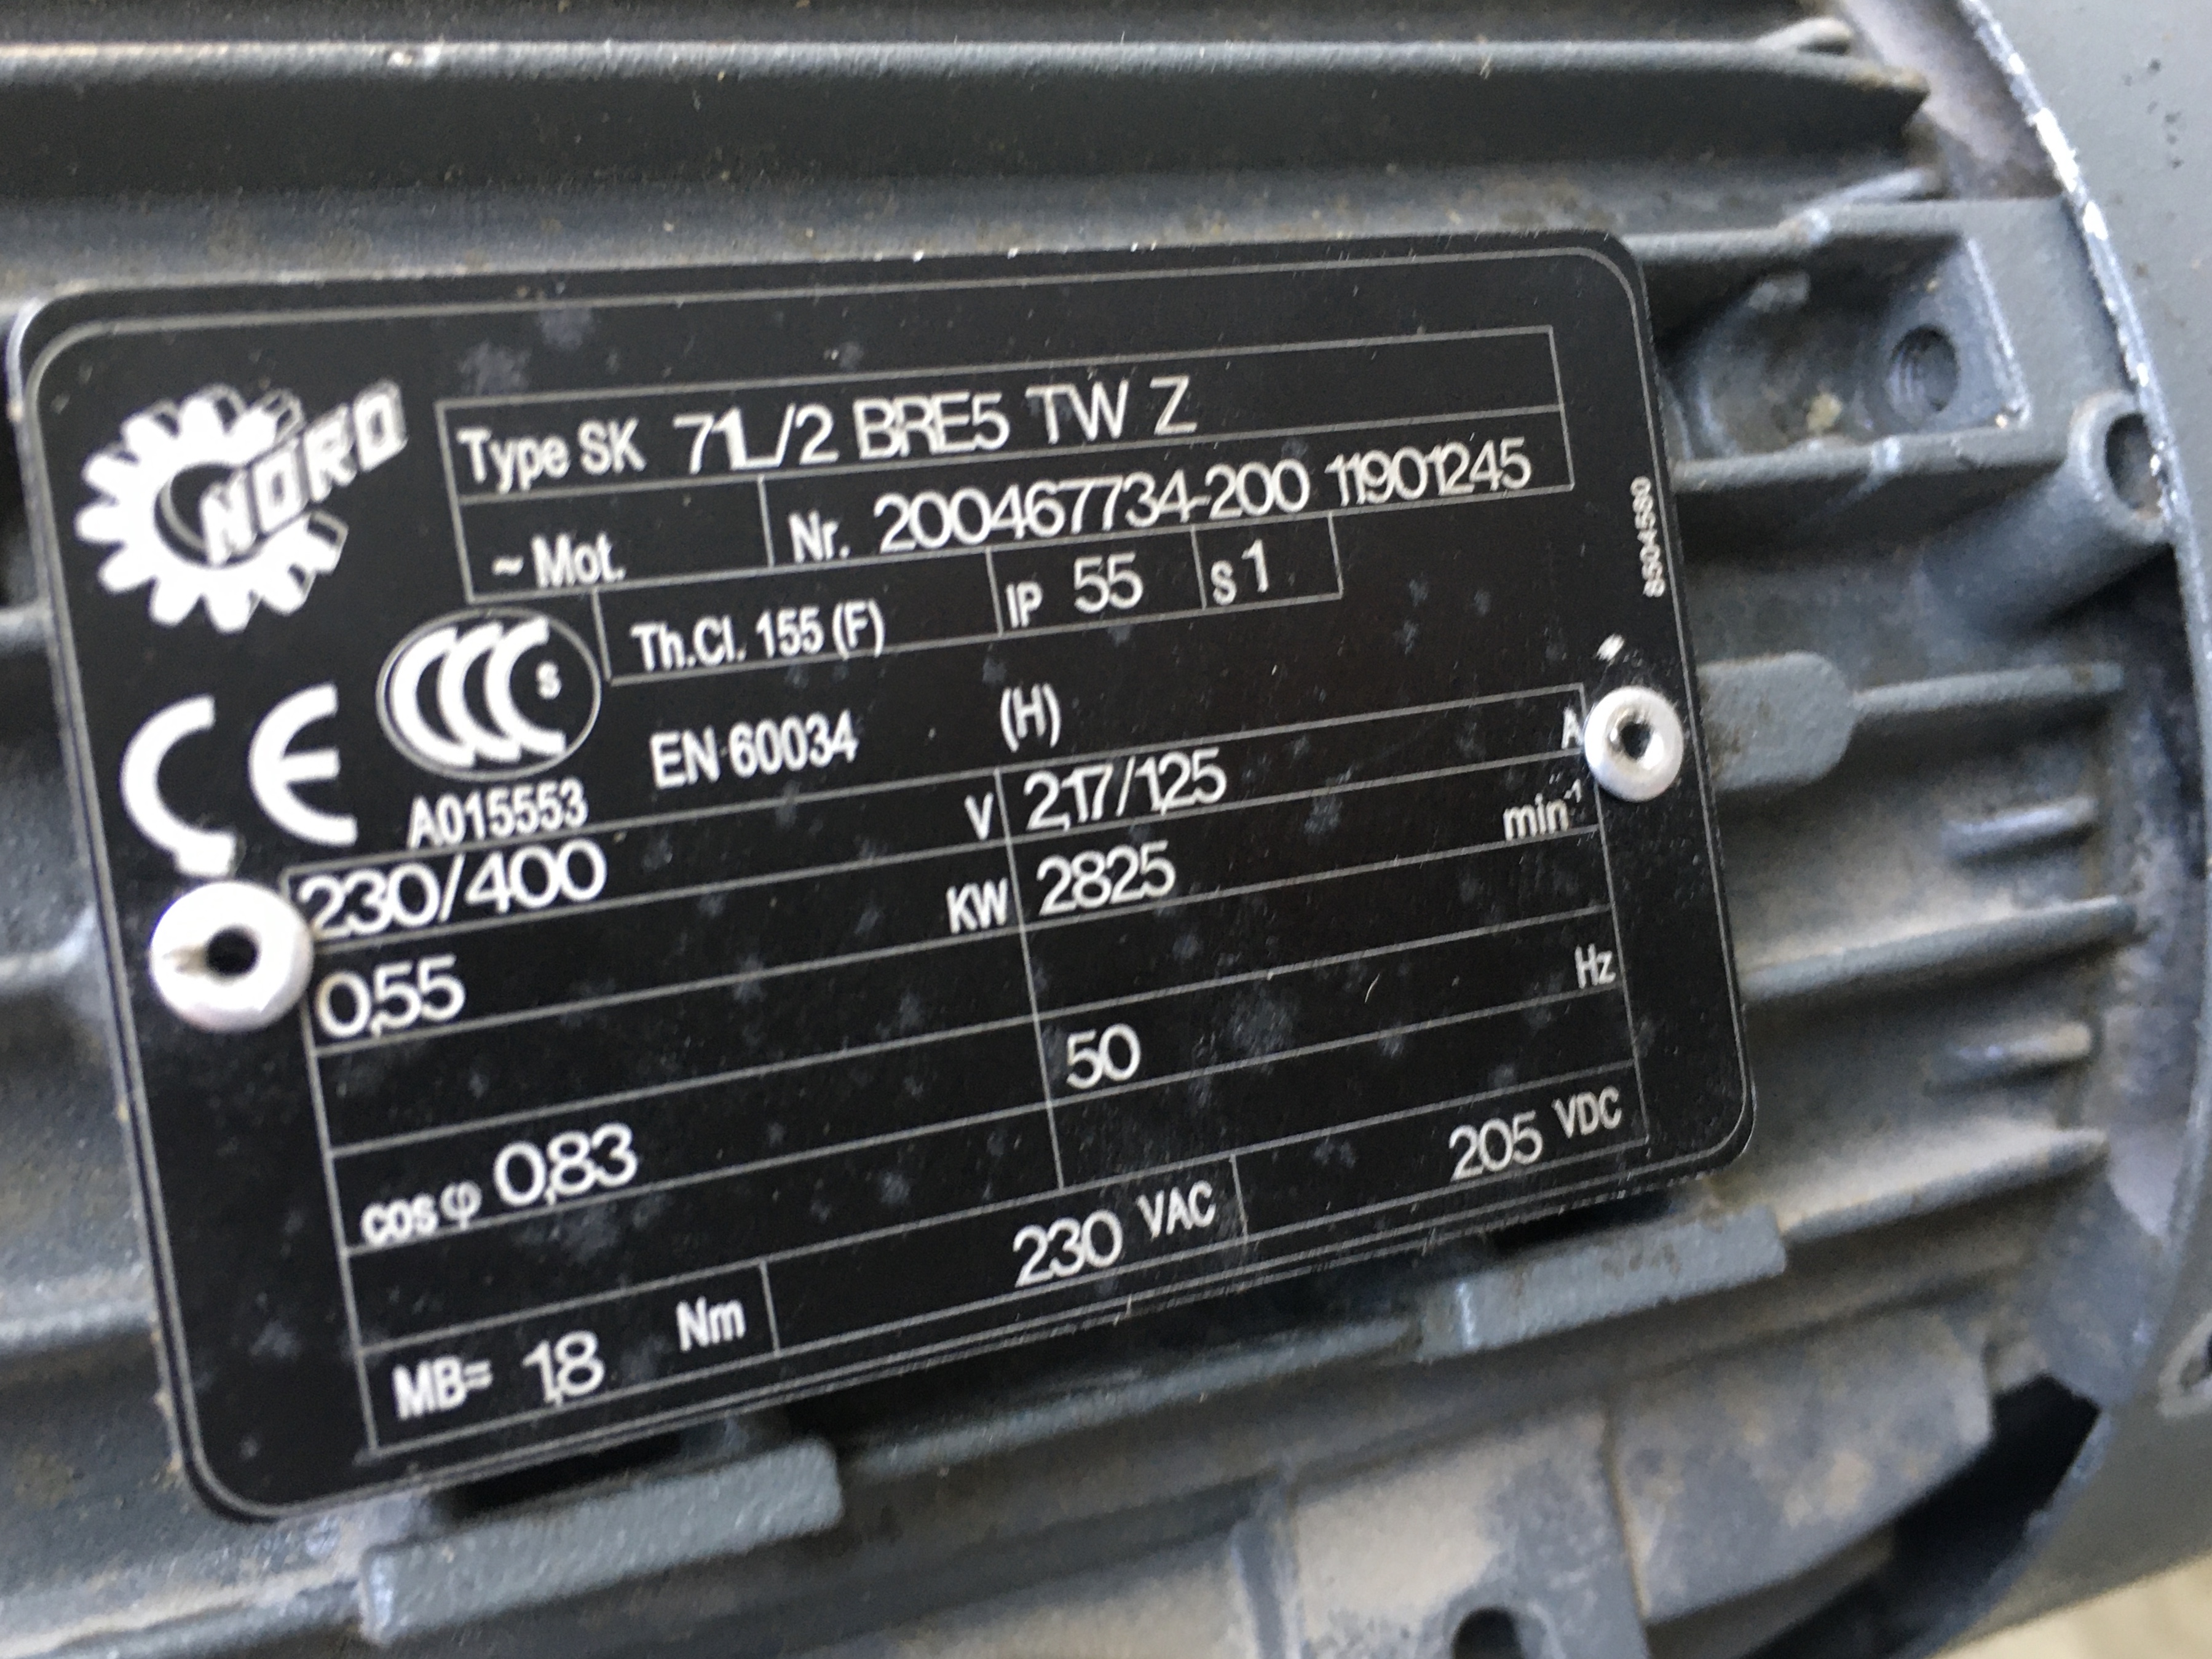 NORD
Type SK 71L/2 BRE5 TW Z
~ Mot. Nr. 200467734-200 11901245
Th.Cl. 155 (F) IP 55 S 1
CCC S
CE
A015553
EN 60034 (H)
230/400 V 2,17/1,25 A
0,55 KW 2825 min-1
50 Hz
cos φ 0,83
MB= 1,8 Nm 230 VAC 205 VDC
8504580